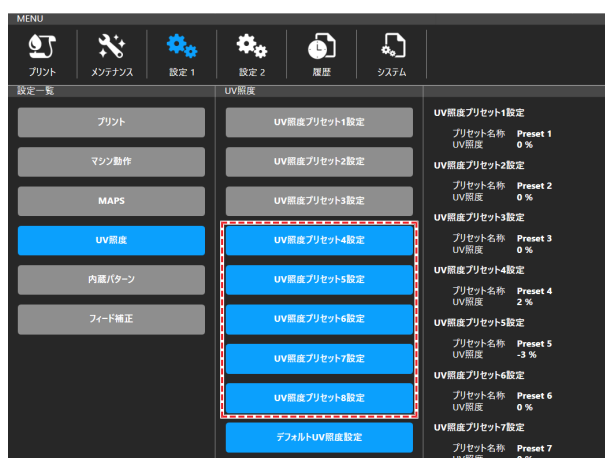 MENU
プリント
メンテナンス
設定 1
設定 2
履歴
システム
設定一覧
プリント
マシン動作
MAPS
UV照度
内蔵パターン
フィード補正
UV照度
UV照度プリセット1設定
UV照度プリセット2設定
UV照度プリセット3設定
UV照度プリセット4設定
UV照度プリセット5設定
UV照度プリセット6設定
UV照度プリセット7設定
UV照度プリセット8設定
デフォルトUV照度設定
UV照度プリセット1設定
プリセット名称 Preset 1
UV照度 0 %
UV照度プリセット2設定
プリセット名称 Preset 2
UV照度 0 %
UV照度プリセット3設定
プリセット名称 Preset 3
UV照度 0 %
UV照度プリセット4設定
プリセット名称 Preset 4
UV照度 2 %
UV照度プリセット5設定
プリセット名称 Preset 5
UV照度 -3 %
UV照度プリセット6設定
プリセット名称 Preset 6
UV照度 0 %
UV照度プリセット7設定
プリセット名称 Preset 7